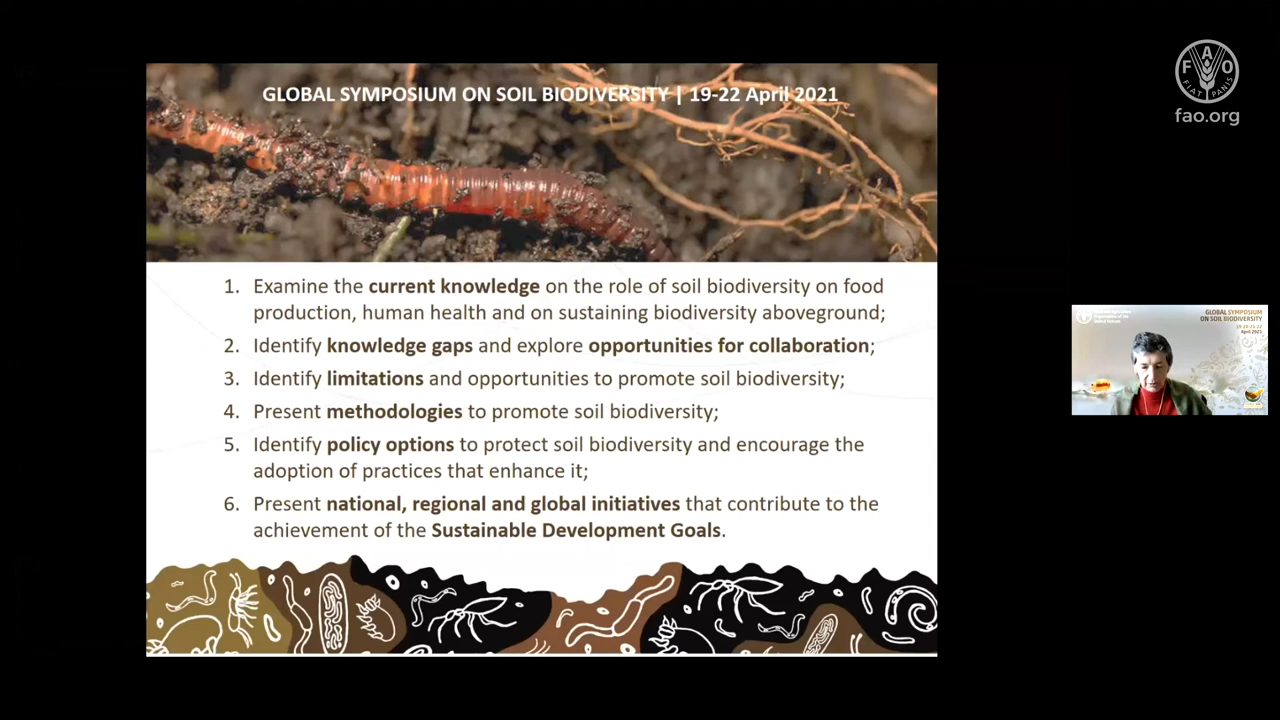 GLOBAL SYMPOSIUM ON SOIL BIODIVERSITY | 19-22 April 2021
F A O
FIAT PANIS
fao.org
1. Examine the current knowledge on the role of soil biodiversity on food
production, human health and on sustaining biodiversity aboveground;
2. Identify knowledge gaps and explore opportunities for collaboration;
3. Identify limitations and opportunities to promote soil biodiversity;
4. Present methodologies to promote soil biodiversity;
5. Identify policy options to protect soil biodiversity and encourage the
adoption of practices that enhance it;
6. Present national, regional and global initiatives that contribute to the
achievement of the Sustainable Development Goals.
GLOBAL SYMPOSIUM
ON SOIL BIODIVERSITY
April 2021